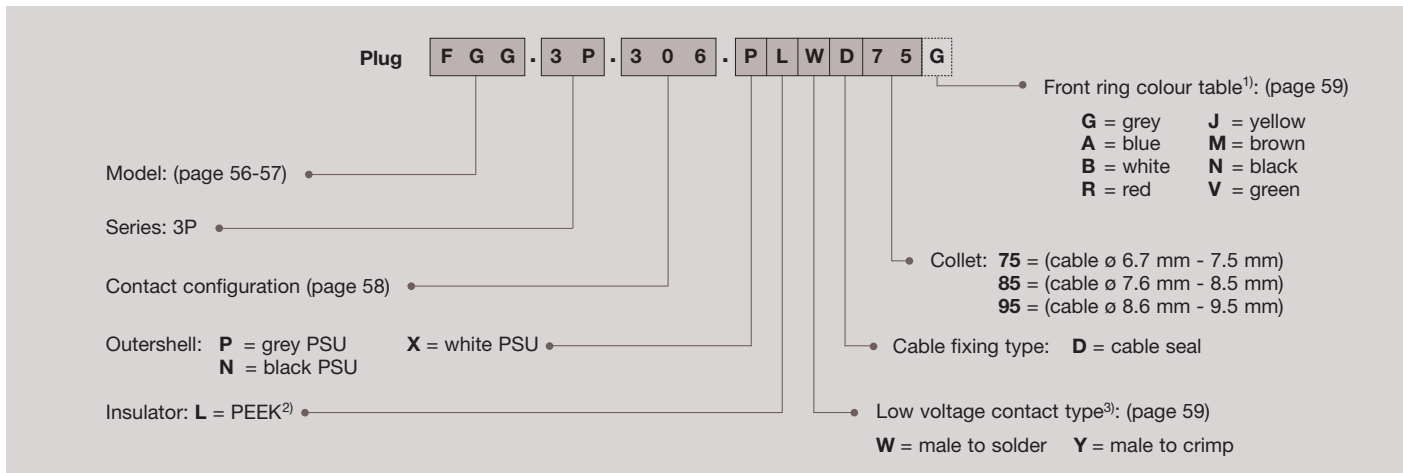 Plug F G G . 3 P . 3 0 6 . P L W D 7 5 G
Front ring colour table1): (page 59)
G = grey J = yellow
A = blue M = brown
B = white N = black
R = red V = green
Model: (page 56-57)
Series: 3P
Collet: 75 = (cable ø 6.7 mm - 7.5 mm)
85 = (cable ø 7.6 mm - 8.5 mm)
95 = (cable ø 8.6 mm - 9.5 mm)
Contact configuration (page 58)
Outershell: P = grey PSU X = white PSU
N = black PSU
Cable fixing type: D = cable seal
Insulator: L = PEEK2)
Low voltage contact type3): (page 59)
W = male to solder Y = male to crimp